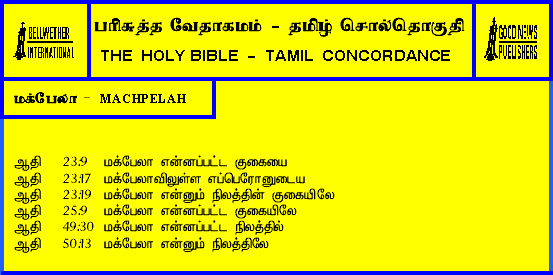 BELLWETHER INTERNATIONAL
பரிசுத்த வேதாகமம் - தமிழ் சொல்தொகுதி
THE HOLY BIBLE - TAMIL CONCORDANCE
GOOD NEWS PUBLISHERS
மக்பேலா - MACHPELAH
ஆதி 23:9 மக்பேலா என்னப்பட்ட குகையை
ஆதி 23:17 மக்பேலாவிலுள்ள எப்பெரோனுடைய
ஆதி 23:19 மக்பேலா என்னும் நிலத்தின் குகையிலே
ஆதி 25:9 மக்பேலா என்னப்பட்ட குகையிலே
ஆதி 49:30 மக்பேலா என்னப்பட்ட நிலத்தில்
ஆதி 50:13 மக்பேலா என்னும் நிலத்திலே